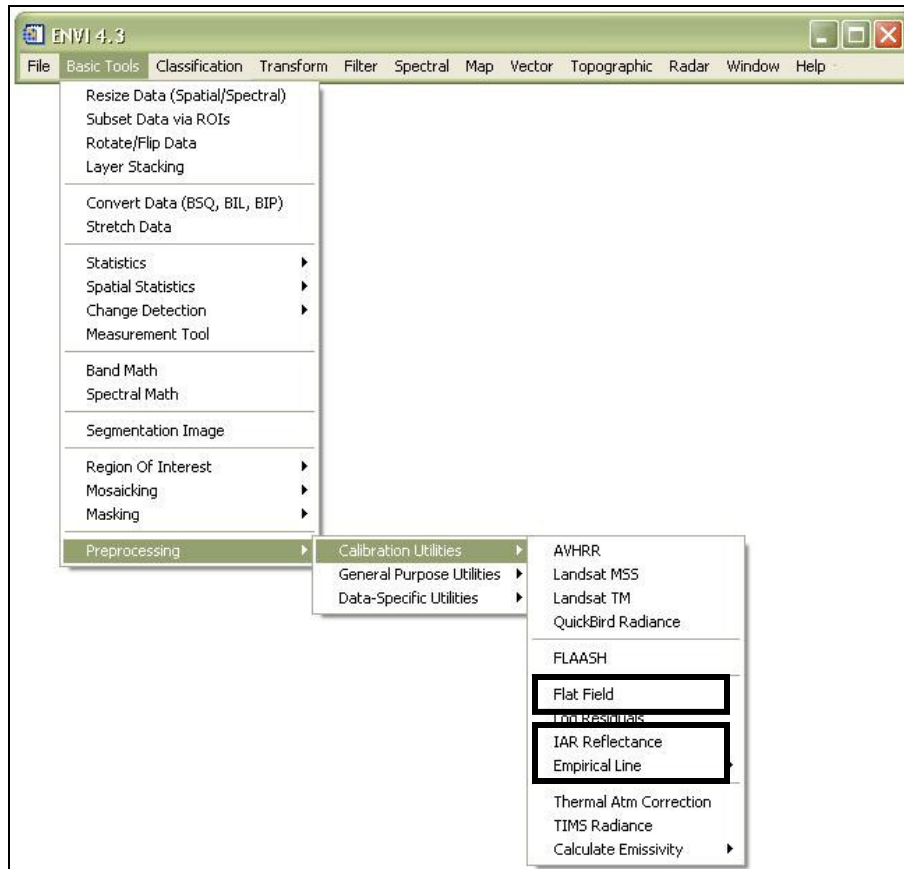 ENVI 4.3
File Basic Tools Classification Transform Filter Spectral Map Vector Topographic Radar Window Help
Resize Data (Spatial/Spectral)
Subset Data via ROIs
Rotate/Flip Data
Layer Stacking
Convert Data (BSQ, BIL, BIP)
Stretch Data
Statistics
Spatial Statistics
Change Detection
Measurement Tool
Band Math
Spectral Math
Segmentation Image
Region Of Interest
Mosaicking
Masking
Preprocessing
Calibration Utilities
General Purpose Utilities
Data-Specific Utilities
AVHRR
Landsat MSS
Landsat TM
QuickBird Radiance
FLAASH
Flat Field
Log Residuals
IAR Reflectance
Empirical Line
Thermal Atm Correction
TIMS Radiance
Calculate Emissivity